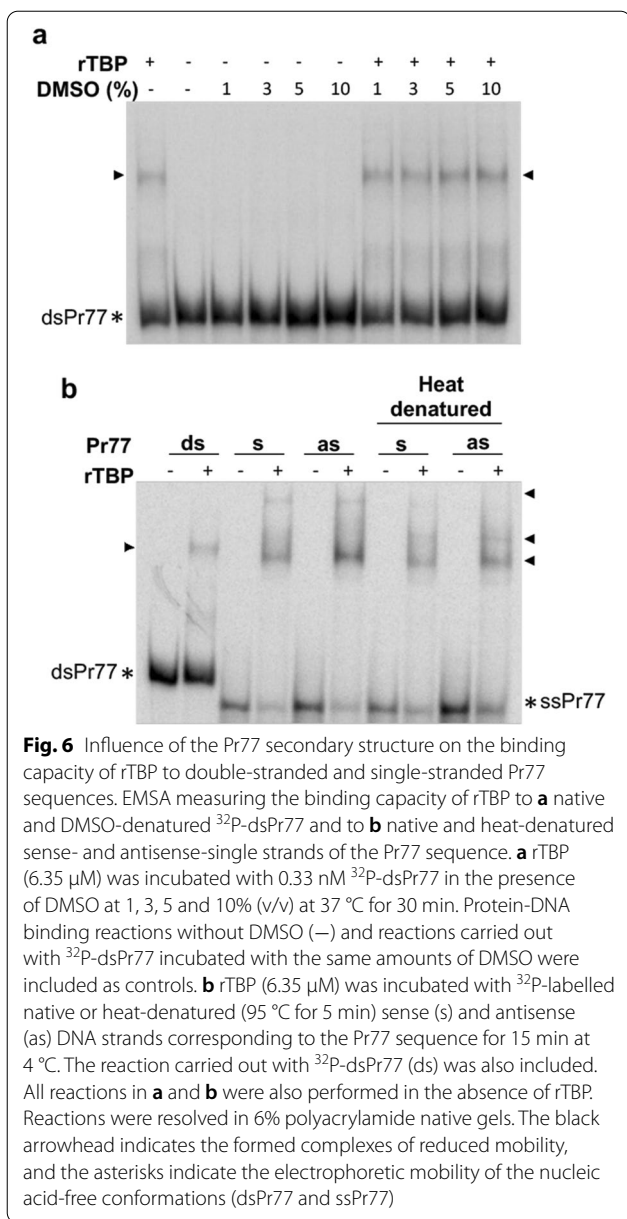 a
rTBP + - - - - - + + + +
DMSO (%) - - 1 3 5 10 1 3 5 10
dsPr77 *
b
Heat
denatured
Pr77 ds s as s as
rTBP - + - + - + - + - +
dsPr77 *
* ssPr77
Fig. 6 Influence of the Pr77 secondary structure on the binding
capacity of rTBP to double-stranded and single-stranded Pr77
sequences. EMSA measuring the binding capacity of rTBP to a native
and DMSO-denatured ³²P-dsPr77 and to b native and heat-denatured
sense- and antisense-single strands of the Pr77 sequence. a rTBP
(6.35 μM) was incubated with 0.33 nM ³²P-dsPr77 in the presence
of DMSO at 1, 3, 5 and 10% (v/v) at 37 °C for 30 min. Protein-DNA
binding reactions without DMSO (−) and reactions carried out
with ³²P-dsPr77 incubated with the same amounts of DMSO were
included as controls. b rTBP (6.35 μM) was incubated with ³²P-labelled
native or heat-denatured (95 °C for 5 min) sense (s) and antisense
(as) DNA strands corresponding to the Pr77 sequence for 15 min at
4 °C. The reaction carried out with ³²P-dsPr77 (ds) was also included.
All reactions in a and b were also performed in the absence of rTBP.
Reactions were resolved in 6% polyacrylamide native gels. The black
arrowhead indicates the formed complexes of reduced mobility,
and the asterisks indicate the electrophoretic mobility of the nucleic
acid-free conformations (dsPr77 and ssPr77)